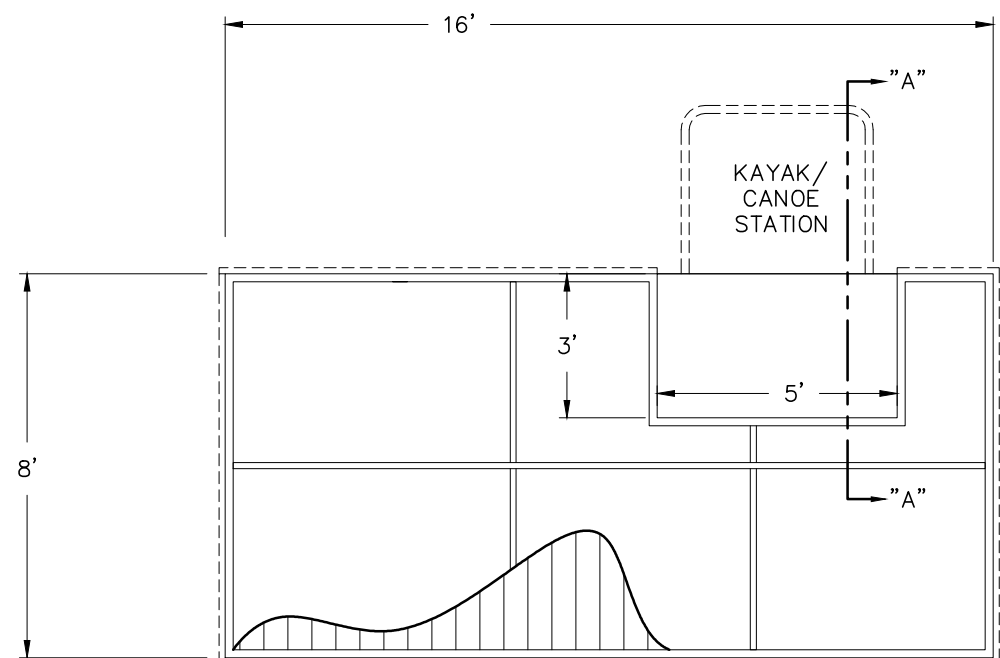 16'
"A"
KAYAK/
CANOE
STATION
3'
5'
8'
"A"